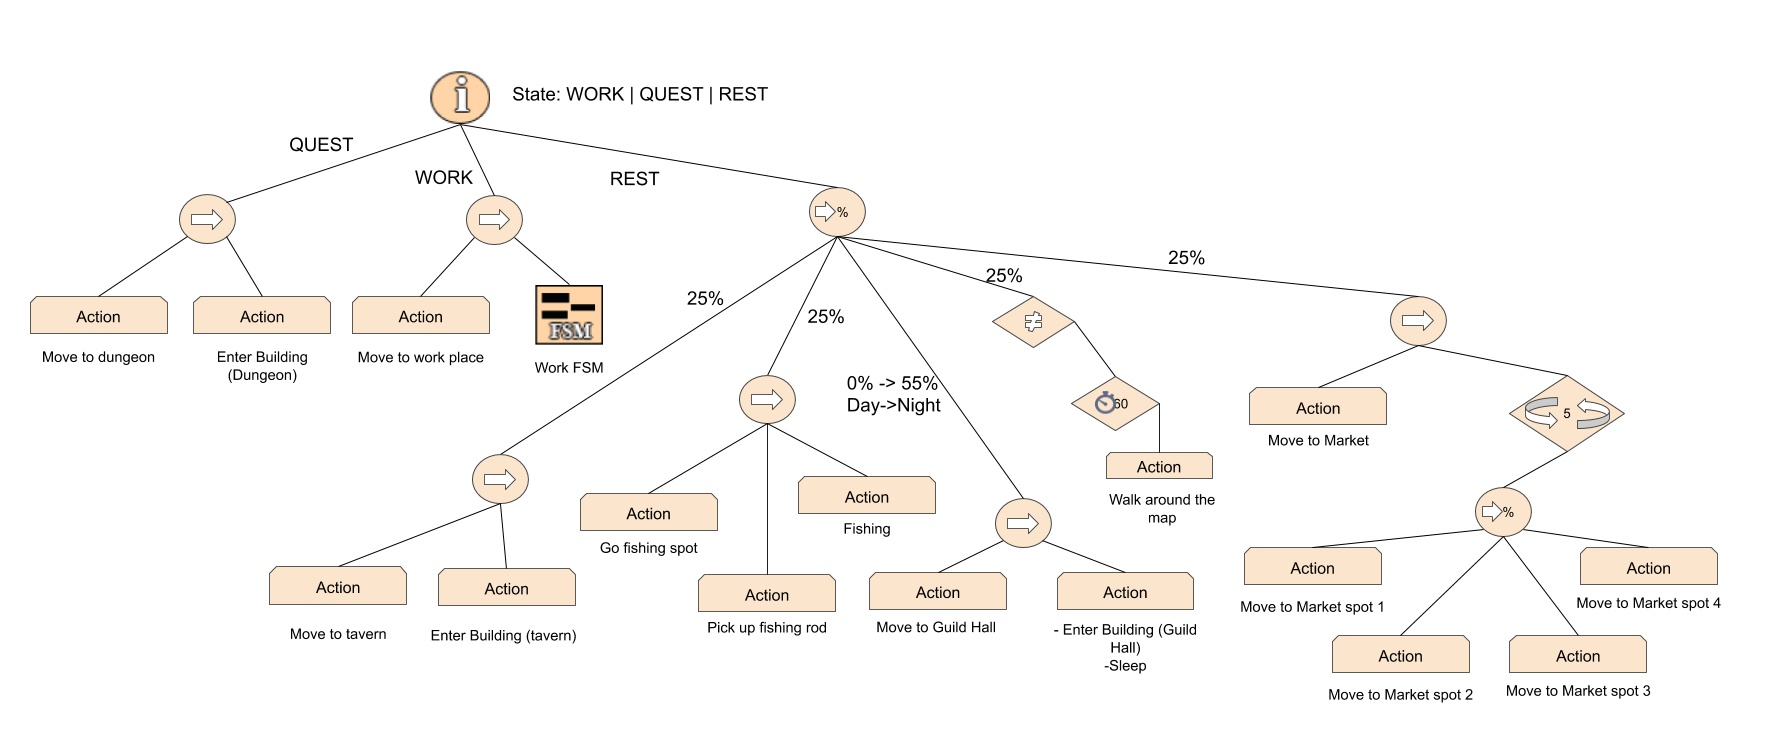 State: WORK | QUEST | REST
QUEST
WORK
REST
%
25%
25%
25%
25%
0% -> 55%
Day->Night
Action
Move to dungeon
Action
Enter Building
(Dungeon)
Action
Move to work place
FSM
Work FSM
60
Action
Walk around the
map
Action
Move to Market
5
%
Action
Move to tavern
Action
Enter Building (tavern)
Action
Go fishing spot
Action
Pick up fishing rod
Action
Fishing
Action
Move to Guild Hall
Action
- Enter Building (Guild
Hall)
-Sleep
Action
Move to Market spot 1
Action
Move to Market spot 2
Action
Move to Market spot 3
Action
Move to Market spot 4